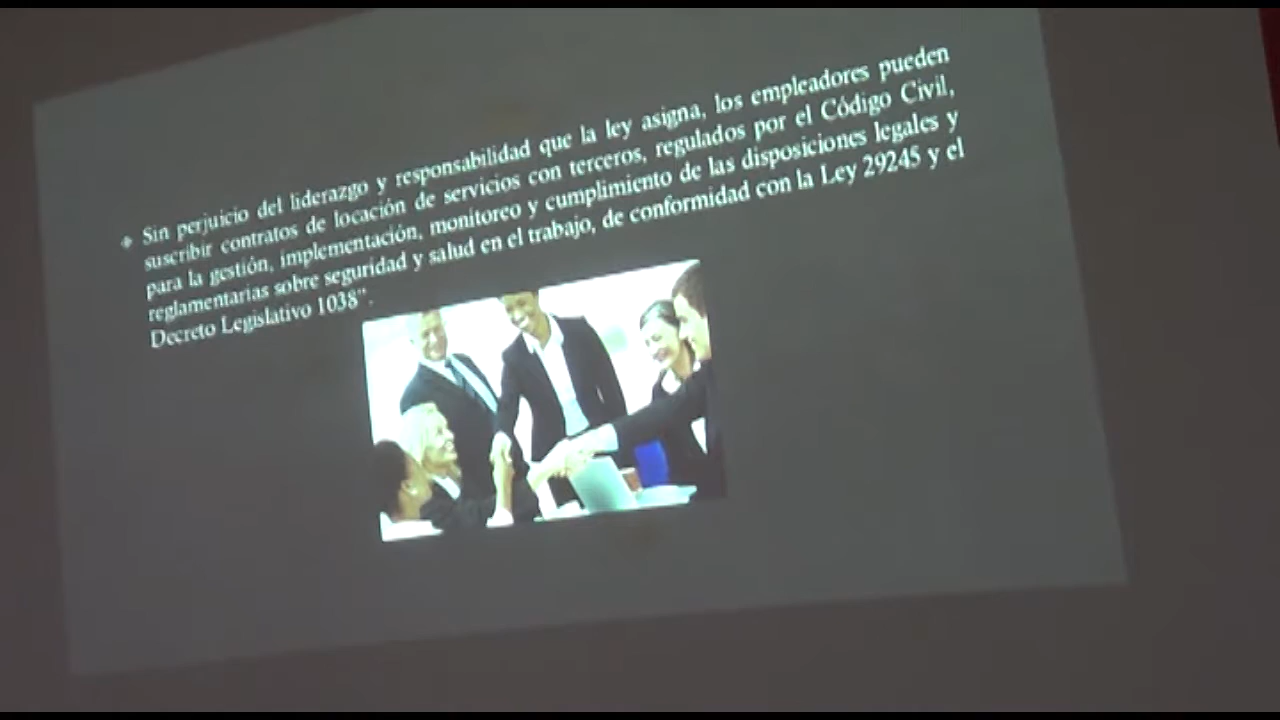 Sin perjuicio del liderazgo y responsabilidad que la ley asigna, los empleadores pueden
suscribir contratos de locación de servicios con terceros, regulados por el Código Civil,
para la gestión, implementación, monitoreo y cumplimiento de las disposiciones legales y
reglamentarias sobre seguridad y salud en el trabajo, de conformidad con la Ley 29245 y el
Decreto Legislativo 1038".